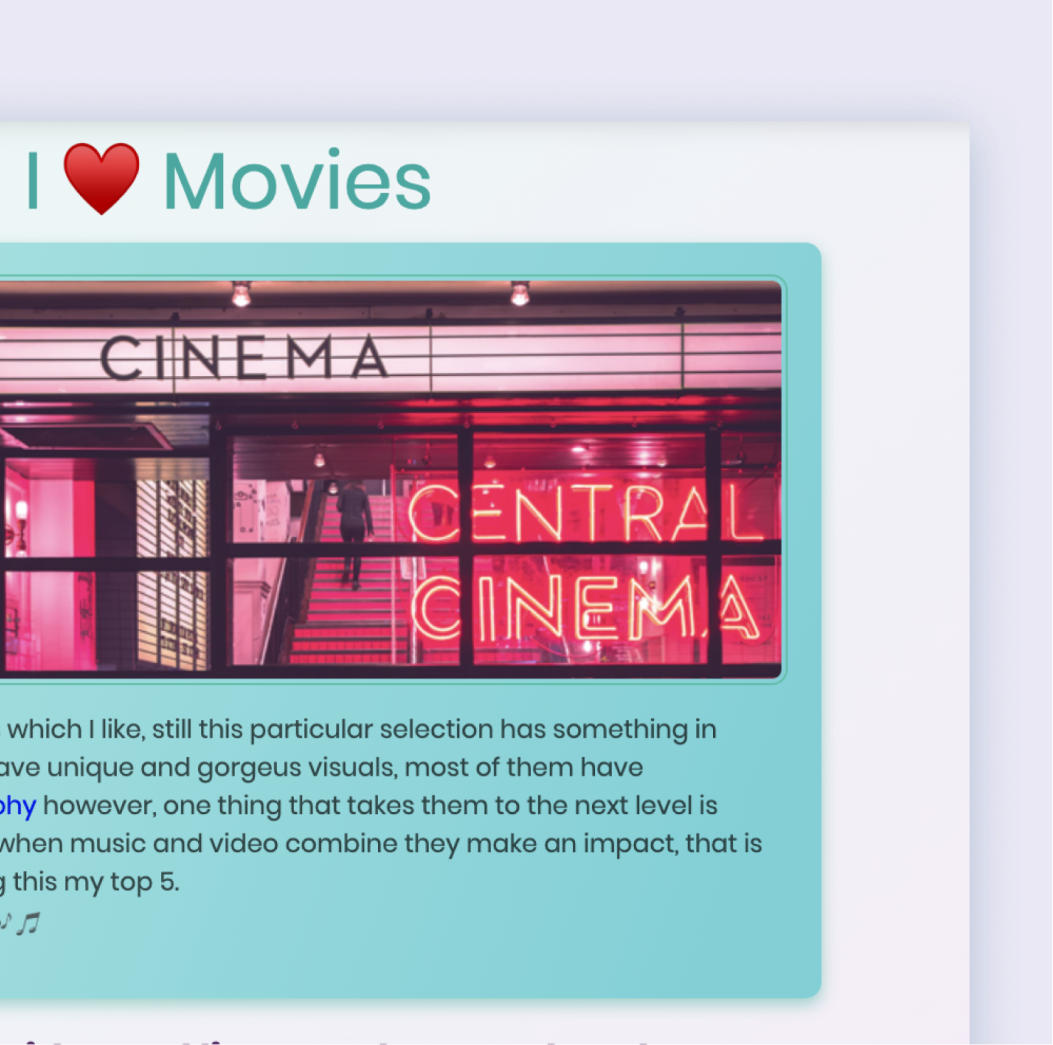 I ♥ Movies
CINEMA
CENTRAL
CINEMA
which I like, still this particular selection has something in
unique and gorgeus visuals, most of them have
however, one thing that takes them to the next level is
when music and video combine they make an impact, that is
this my top 5.
♪♫